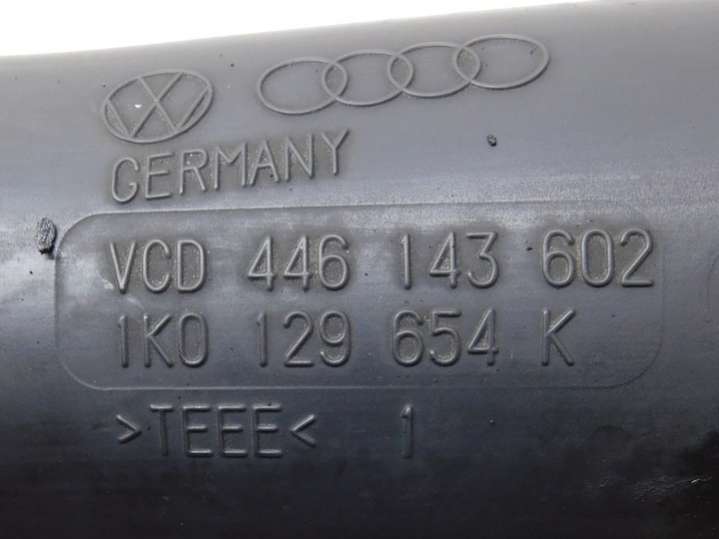 GERMANY
VCD 446 143 602
1K0 129 654 K
>TEEE< 1